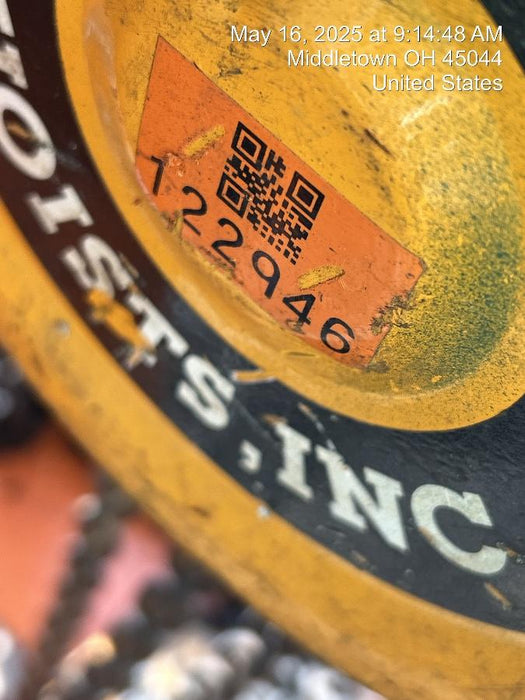 May 16, 2025 at 9:14:48 AM
Middletown OH 45044
United States
122946
OISTS, INC